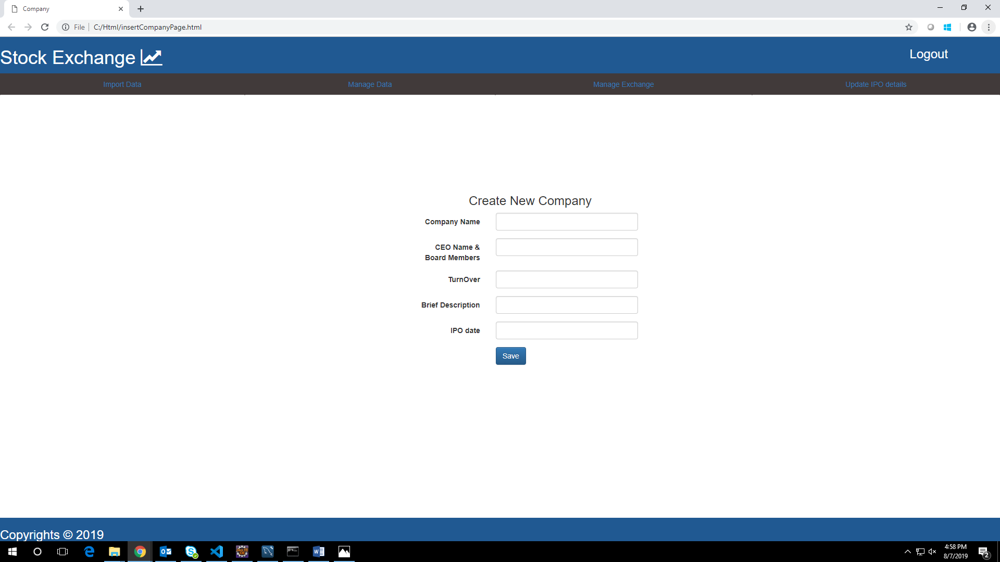 Company
File
C:/Html/insertCompanyPage.html
Stock Exchange
Logout
Import Data
Manage Data
Manage Exchange
Update IPO details
Create New Company
Company Name
CEO Name &
Board Members
TurnOver
Brief Description
IPO date
Save
Copyrights © 2019
4:58 PM
8/7/2019
2